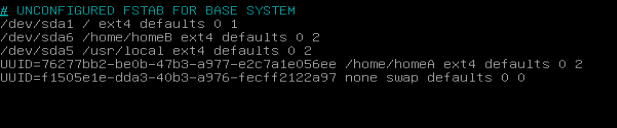 # UNCONFIGURED FSTAB FOR BASE SYSTEM
/dev/sda1 / ext4 defaults 0 1
/dev/sda6 /home/homeB ext4 defaults 0 2
/dev/sda5 /usr/local ext4 defaults 0 2
UUID=76277bb2-be0b-47b3-a977-e2c7a1e056ee /home/homeA ext4 defaults 0 2
UUID=f1505e1e-dda3-40b3-a976-fecff2122a97 none swap defaults 0 0